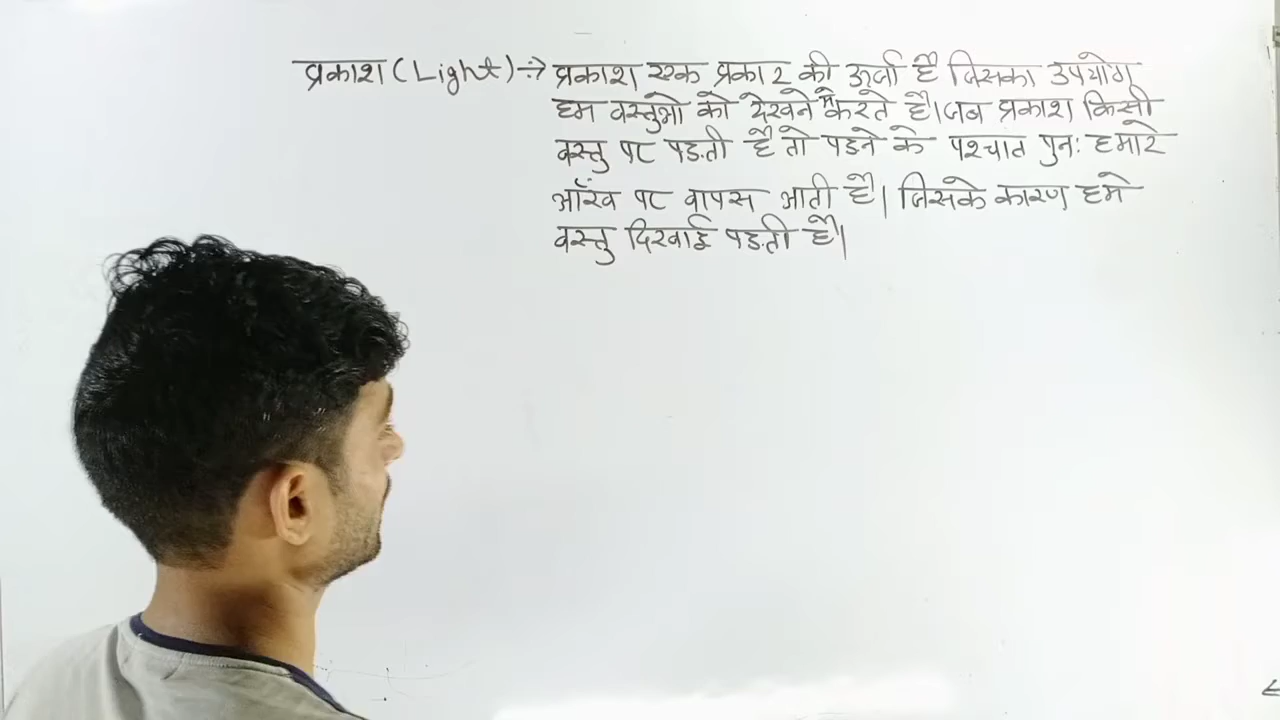 प्रकाश (Light) ÷→ प्रकाश एक प्रकार की ऊर्जा है जिसका उपयोग
हम वस्तुओ को देखने में करते है। जब प्रकाश किसी
वस्तु पर पड़ती है तो पडने के पश्चात पुनः हमारे
आँख पर वापस आती है। जिसके कारण हमे
वस्तु दिखाई पड़ती है।